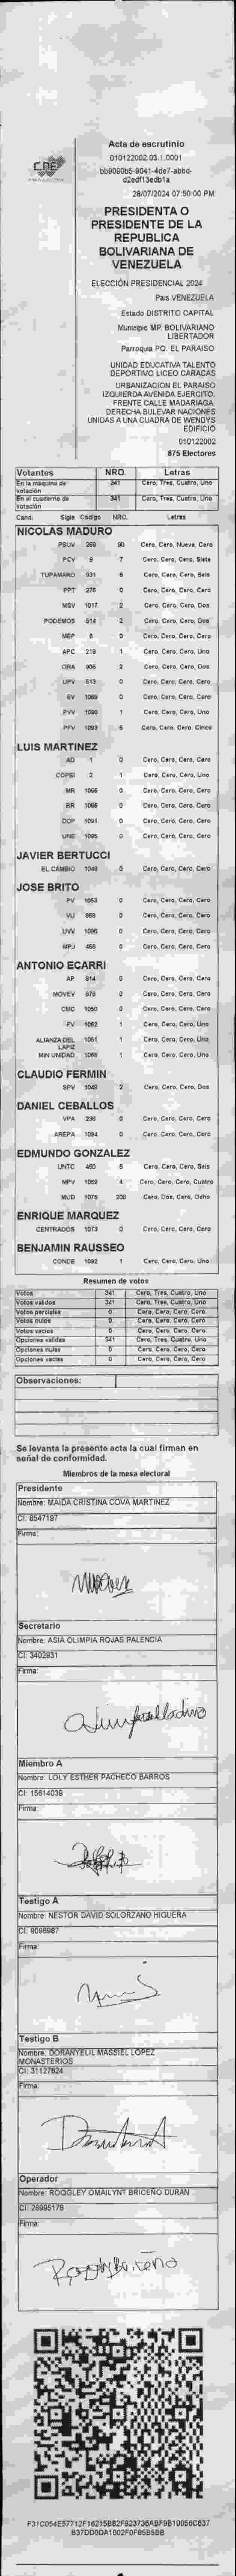 CNE
Acta de escrutinio
010122002.03.1.0001
28/07/2024 07:50:00 PM
PRESIDENTA O
PRESIDENTE DE LA
REPUBLICA
BOLIVARIANA DE
VENEZUELA
ELECCIÓN PRESIDENCIAL 2024
País VENEZUELA
Estado DISTRITO CAPITAL
Municipio MP. BOLIVARIANO
LIBERTADOR
Parroquia PQ. EL PARAISO
UNIDAD EDUCATIVA TALENTO
DEPORTIVO LICEO CARACAS
URBANIZACION EL PARAISO
IZQUIERDA AVENIDA EJERCITO.
FRENTE CALLE MADARIAGA.
DERECHA BULEVAR NACIONES
UNIDAS A UNA CUADRA DE WENDYS
EDIFICIO
010122002
875 Electores
Votantes NRO. Letras
En la máquina de votación 341 Cero, Tres, Cuatro, Uno
En el cuaderno de votación 341 Cero, Tres, Cuatro, Uno
Cand. Sigla Código NRO. Letras
NICOLAS MADURO
PSUV 269 90 Cero, Cero, Nueve, Cero
PCV 9 7 Cero, Cero, Cero, Siete
TUPAMARO 931 6 Cero, Cero, Cero, Seis
PPT 275 0 Cero, Cero, Cero, Cero
MSV 1017 2 Cero, Cero, Cero, Dos
PODEMOS 514 2 Cero, Cero, Cero, Dos
MEP 6 0 Cero, Cero, Cero, Cero
APC 219 1 Cero, Cero, Cero, Uno
ORA 906 2 Cero, Cero, Cero, Dos
UPV 513 0 Cero, Cero, Cero, Cero
EV 1089 0 Cero, Cero, Cero, Cero
PVV 1090 1 Cero, Cero, Cero, Uno
PFV 1093 5 Cero, Cero, Cero, Cinco
LUIS MARTINEZ
AD 1 0 Cero, Cero, Cero, Cero
COPEI 2 1 Cero, Cero, Cero, Uno
MR 1065 0 Cero, Cero, Cero, Cero
BR 1066 0 Cero, Cero, Cero, Cero
DDP 1091 0 Cero, Cero, Cero, Cero
UNE 1095 0 Cero, Cero, Cero, Cero
JAVIER BERTUCCI
EL CAMBIO 1048 0 Cero, Cero, Cero, Cero
JOSE BRITO
PV 1053 0 Cero, Cero, Cero, Cero
VU 968 0 Cero, Cero, Cero, Cero
UVV 1096 0 Cero, Cero, Cero, Cero
MPJ 458 0 Cero, Cero, Cero, Cero
ANTONIO ECARRI
AP 914 0 Cero, Cero, Cero, Cero
MOVEV 978 0 Cero, Cero, Cero, Cero
CMC 1050 0 Cero, Cero, Cero, Cero
FV 1062 1 Cero, Cero, Cero, Uno
ALIANZA DEL LAPIZ 1051 1 Cero, Cero, Cero, Uno
MIN UNIDAD 1068 1 Cero, Cero, Cero, Uno
CLAUDIO FERMIN
SPV 1049 2 Cero, Cero, Cero, Dos
DANIEL CEBALLOS
VPA 236 0 Cero, Cero, Cero, Cero
AREPA 1094 0 Cero, Cero, Cero, Cero
EDMUNDO GONZALEZ
UNTC 460 6 Cero, Cero, Cero, Seis
MPV 1069 4 Cero, Cero, Cero, Cuatro
MUD 1076 208 Cero, Dos, Cero, Ocho
ENRIQUE MARQUEZ
CENTRADOS 1073 0 Cero, Cero, Cero, Cero
BENJAMIN RAUSSEO
CONDE 1092 1 Cero, Cero, Cero, Uno
Resumen de votos
Votos 341 Cero, Tres, Cuatro, Uno
Votos validos 341 Cero, Tres, Cuatro, Uno
Votos parciales 0 Cero, Cero, Cero, Cero
Votos nulos 0 Cero, Cero, Cero, Cero
Votos vacios 0 Cero, Cero, Cero, Cero
Opciones validas 341 Cero, Tres, Cuatro, Uno
Opciones nulas 0 Cero, Cero, Cero, Cero
Opciones vacias 0 Cero, Cero, Cero, Cero
Observaciones:
Se levanta la presente acta la cual firman en
señal de conformidad.
Miembros de la mesa electoral
Presidente
Nombre: MAIDA CRISTINA COVA MARTINEZ
CI: 8547197
Firma:
Secretario
Nombre: ASIA OLIMPIA ROJAS PALENCIA
CI: 3402931
Firma:
Miembro A
Nombre: LOLY ESTHER PACHECO BARROS
CI: 15614039
Firma:
Testigo A
Nombre: NESTOR DAVID SOLORZANO HIGUERA
CI: 9096987
Firma:
Testigo B
Nombre: DORANYELIL MASSIEL LOPEZ
MONASTERIOS
CI: 31127824
Firma:
Operador
Nombre: ROGGLEY OMAILYNT BRICEÑO DURAN
CI: 26995178
Firma: